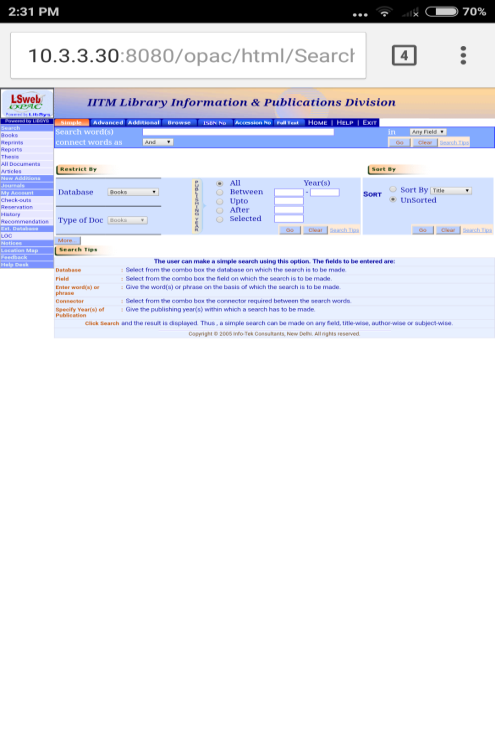 2:31 PM
70%
10.3.3.30:8080/opac/html/Search
4
LSweb
OPAC
IITM Library Information & Publications Division
Powered by LIBSYS
Simple Advanced Additional Browse ISBN No Accession No Full Text HOME | HELP | EXIT
Search
Books
Reprints
Reports
Thesis
All Documents
Articles
New Additions
Journals
My Account
Check-outs
Reservation
History
Recommendation
Ext. Database
LOC
Notices
Location Map
Feedback
Help Desk
Search word(s) in Any Field
connect words as And Go Clear Search Tips
Restrict By Sort By
Database Books
Type of Doc Books
All Year(s)
Between -
Upto
After
Selected
SORT Sort By Title
UnSorted
Go Clear Search Tips Go Clear Search Tips
More..
Search Tips
The user can make a simple search using this option. The fields to be entered are:
Database : Select from the combo box the database on which the search is to be made.
Field : Select from the combo box the field on which the search is to be made.
Enter word(s) or phrase : Give the word(s) or phrase on the basis of which the search is to be made.
Connector : Select from the combo box the connector required between the search words.
Specify Year(s) of Publication : Give the publishing year(s) within which a search has to be made.
Click Search and the result is displayed. Thus , a simple search can be made on any field, title-wise, author-wise or subject-wise.
Copyright © 2005 Info-Tek Consultants, New Delhi. All rights reserved.